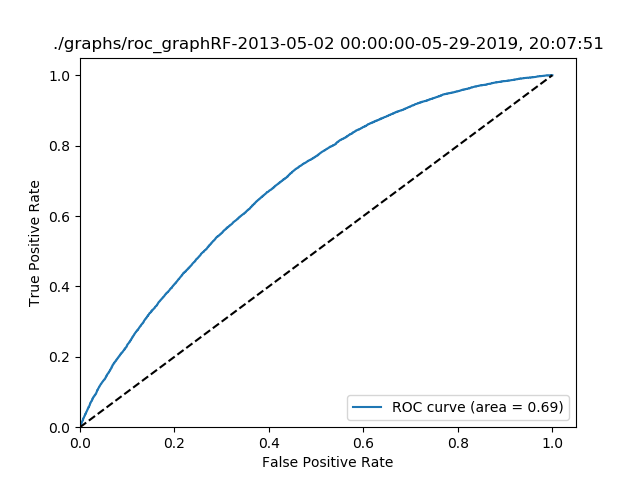 ./graphs/roc_graphRF-2013-05-02 00:00:00-05-29-2019, 20:07:51
1.0
0.8
0.6
0.4
0.2
0.0
True Positive Rate
ROC curve (area = 0.69)
0.0 0.2 0.4 0.6 0.8 1.0
False Positive Rate